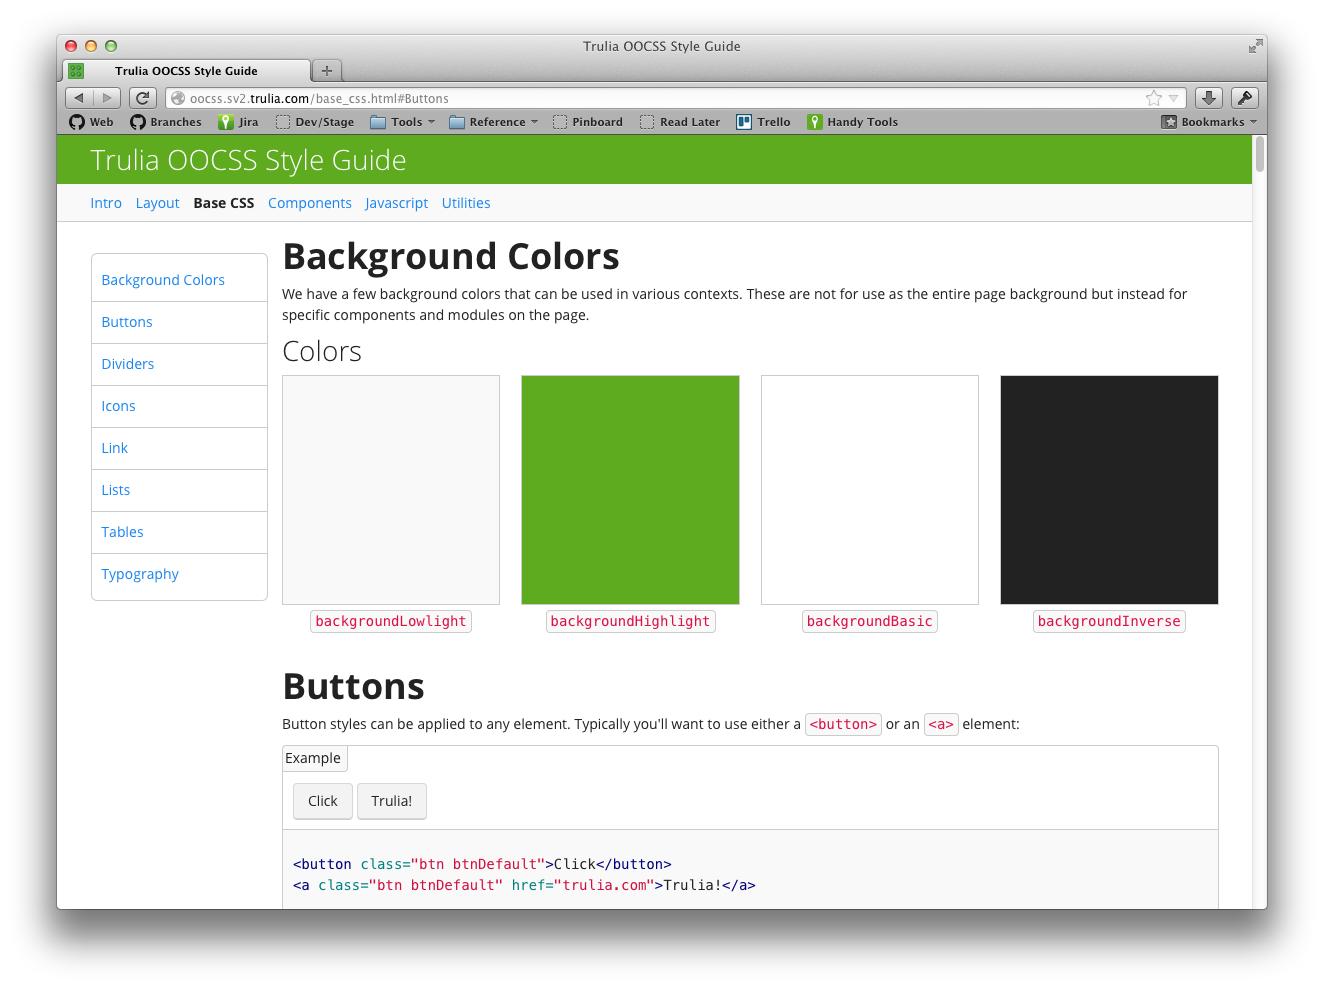 Trulia OOCSS Style Guide
Trulia OOCSS Style Guide
oocss.sv2.trulia.com/base_css.html#Buttons
Web Branches Jira Dev/Stage Tools Reference Pinboard Read Later Trello Handy Tools Bookmarks
Trulia OOCSS Style Guide
Intro Layout Base CSS Components Javascript Utilities
Background Colors
Buttons
Dividers
Icons
Link
Lists
Tables
Typography
Background Colors
We have a few background colors that can be used in various contexts. These are not for use as the entire page background but instead for
specific components and modules on the page.
Colors
backgroundLowlight backgroundHighlight backgroundBasic backgroundInverse
Buttons
Button styles can be applied to any element. Typically you'll want to use either a <button> or an <a> element:
Example
Click Trulia!
<button class="btn btnDefault">Click</button>
<a class="btn btnDefault" href="trulia.com">Trulia!</a>